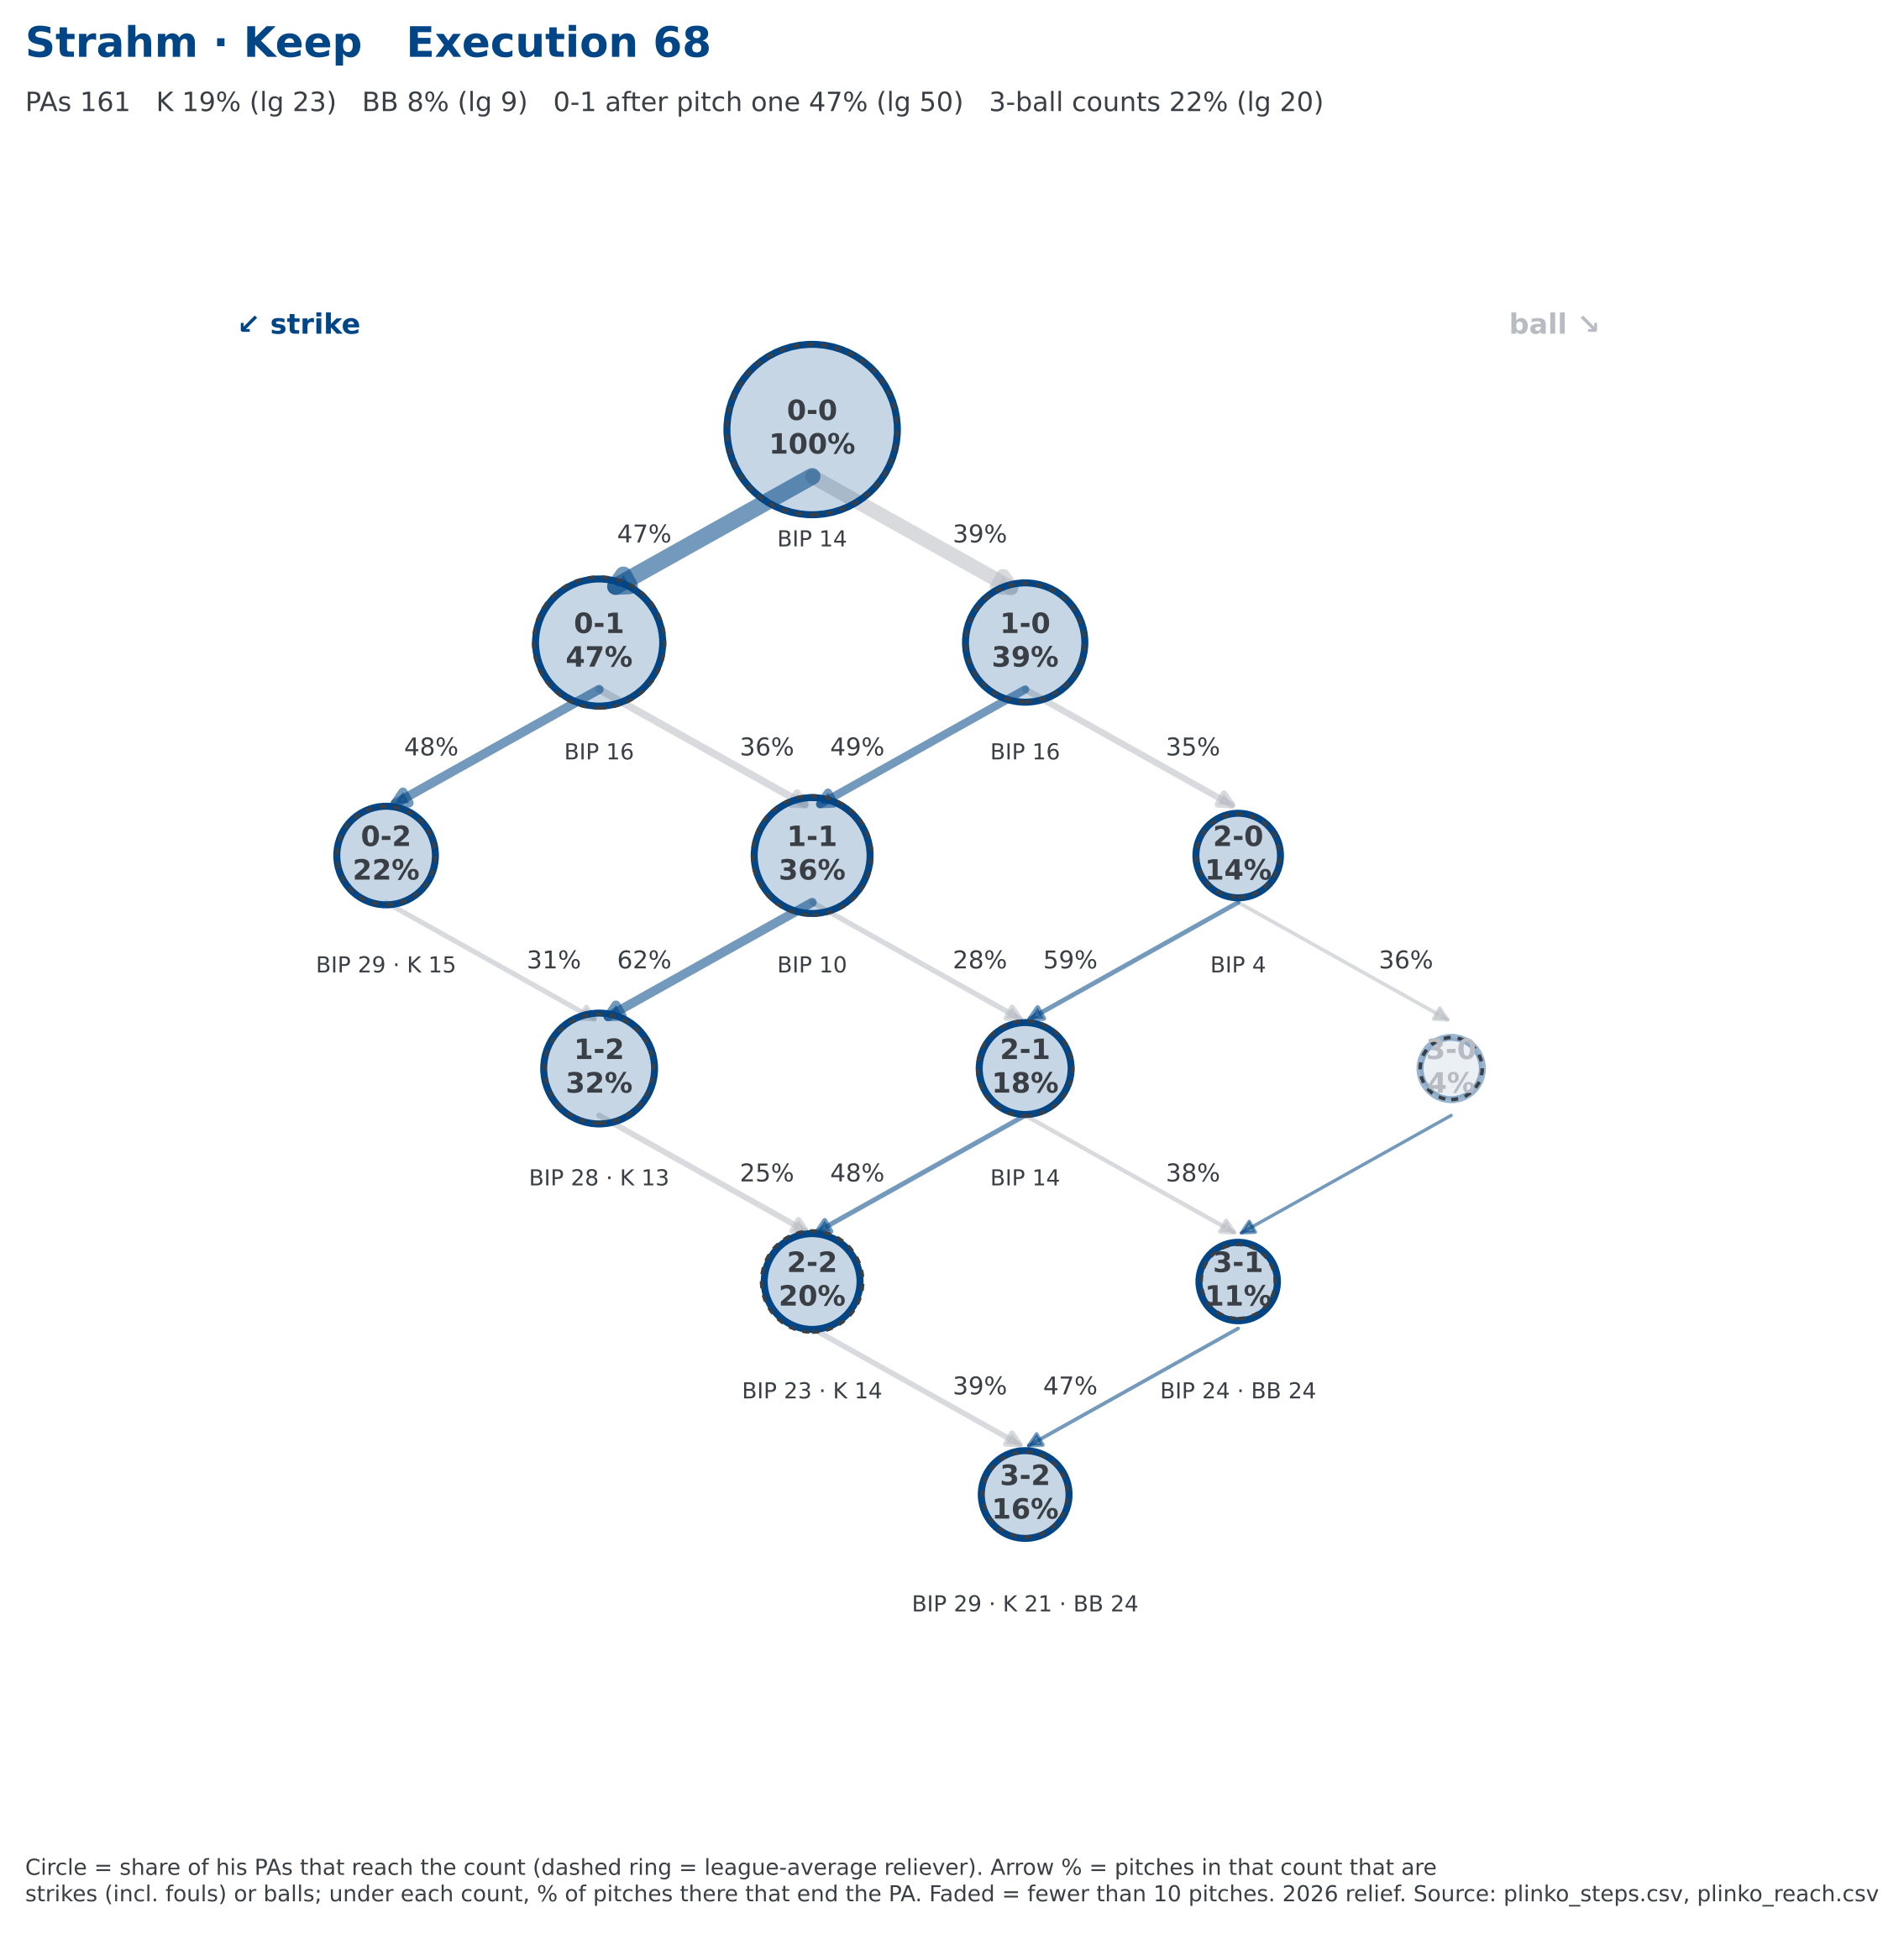 Strahm · Keep   Execution 68
PAs 161   K 19% (lg 23)   BB 8% (lg 9)   0-1 after pitch one 47% (lg 50)   3-ball counts 22% (lg 20)
↙ strike
ball ↘
0-0
100%
47%
BIP 14
39%
0-1
47%
1-0
39%
48%
BIP 16
36%
49%
BIP 16
35%
0-2
22%
1-1
36%
2-0
14%
BIP 29 · K 15
31%
62%
BIP 10
28%
59%
BIP 4
36%
1-2
32%
2-1
18%
3-0
4%
BIP 28 · K 13
25%
48%
BIP 14
38%
2-2
20%
3-1
11%
BIP 23 · K 14
39%
47%
BIP 24 · BB 24
3-2
16%
BIP 29 · K 21 · BB 24
Circle = share of his PAs that reach the count (dashed ring = league-average reliever). Arrow % = pitches in that count that are
strikes (incl. fouls) or balls; under each count, % of pitches there that end the PA. Faded = fewer than 10 pitches. 2026 relief. Source: plinko_steps.csv, plinko_reach.csv